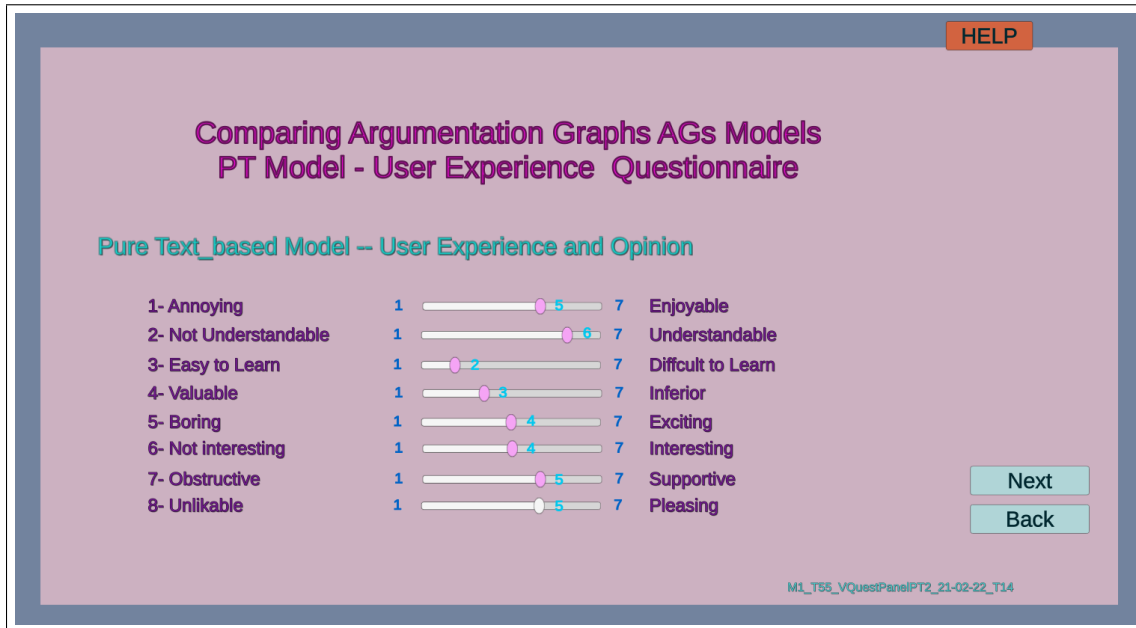 HELP
Comparing Argumentation Graphs AGs Models
PT Model - User Experience Questionnaire
Pure Text_based Model -- User Experience and Opinion
1- Annoying 1 5 7 Enjoyable
2- Not Understandable 1 6 7 Understandable
3- Easy to Learn 1 2 7 Diffcult to Learn
4- Valuable 1 3 7 Inferior
5- Boring 1 4 7 Exciting
6- Not interesting 1 4 7 Interesting
7- Obstructive 1 5 7 Supportive
8- Unlikable 1 5 7 Pleasing
Next
Back
M1_T55_VQuestPanelPT2_21-02-22_T14